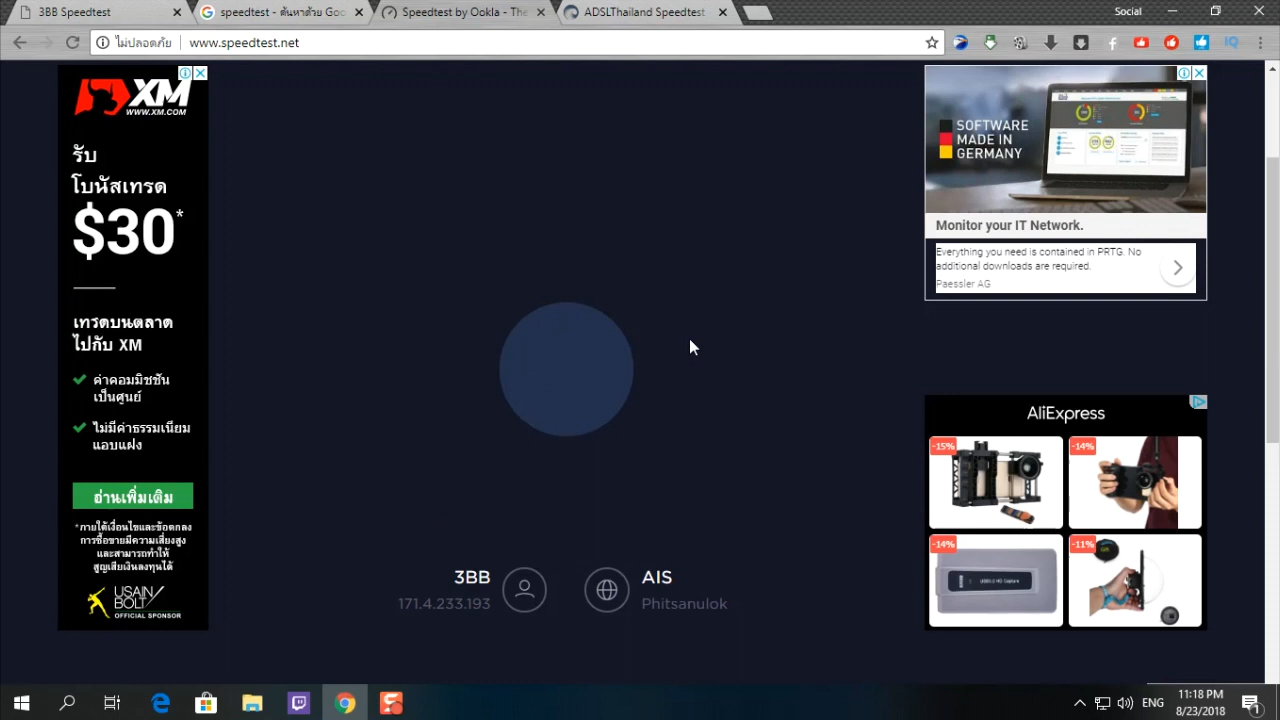 3BB Speedtest
speedtest - ค้นหาด้วย Goo
Speedtest by Ookla - The
ADSLThailand Speedtest
Social
ไม่ปลอดภัย
www.speedtest.net
XM
WWW.XM.COM
รับ
โบนัสเทรด
$30*
เทรดบนตลาด
ไปกับ XM
ค่าคอมมิชชัน
เป็นศูนย์
ไม่มีค่าธรรมเนียม
แอบแฝง
อ่านเพิ่มเติม
*ภายใต้เงื่อนไขและข้อตกลง
การซื้อขายมีความเสี่ยงสูง
และสามารถทำให้
สูญเสียเงินลงทุนได้
USAIN
BOLT
OFFICIAL SPONSOR
3BB
171.4.233.193
AIS
Phitsanulok
SOFTWARE
MADE IN
GERMANY
Monitor your IT Network.
Everything you need is contained in PRTG. No
additional downloads are required.
Paessler AG
AliExpress
-15%
-14%
-14%
-11%
USB3.0 HD Capture
ENG
11:18 PM
8/23/2018
1